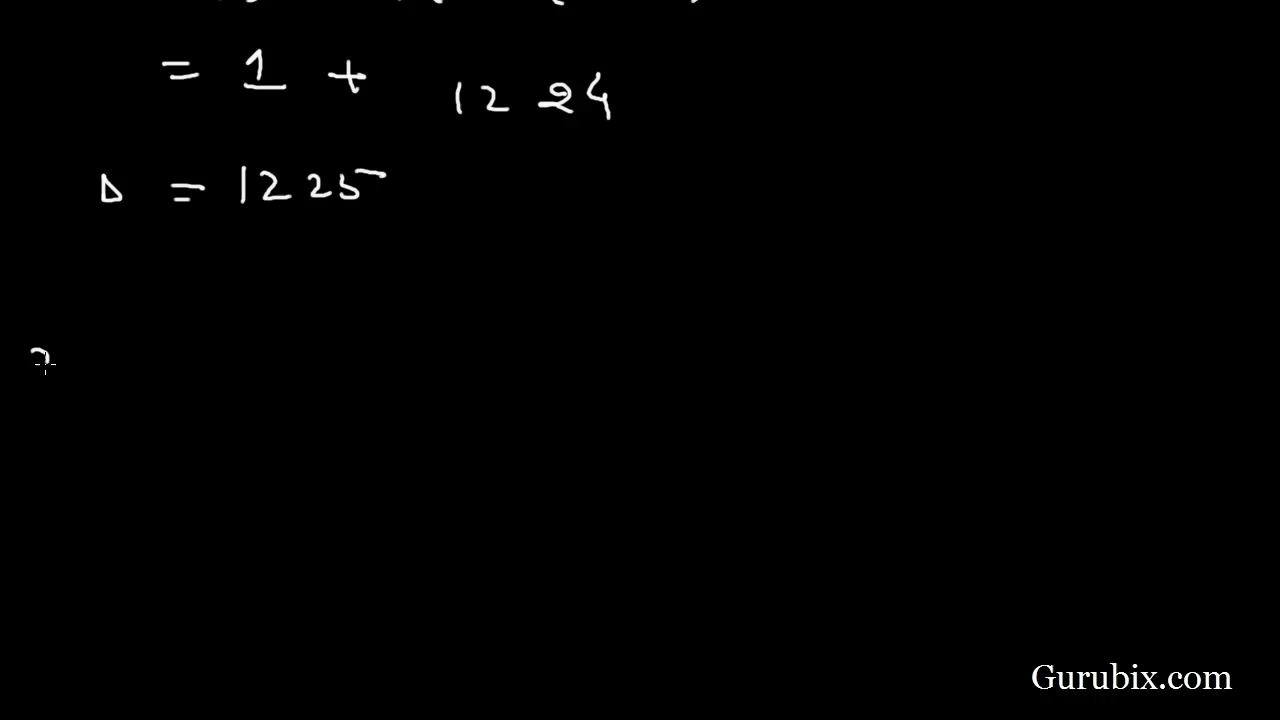 = 1 + 1224
D = 1225
Gurubix.com